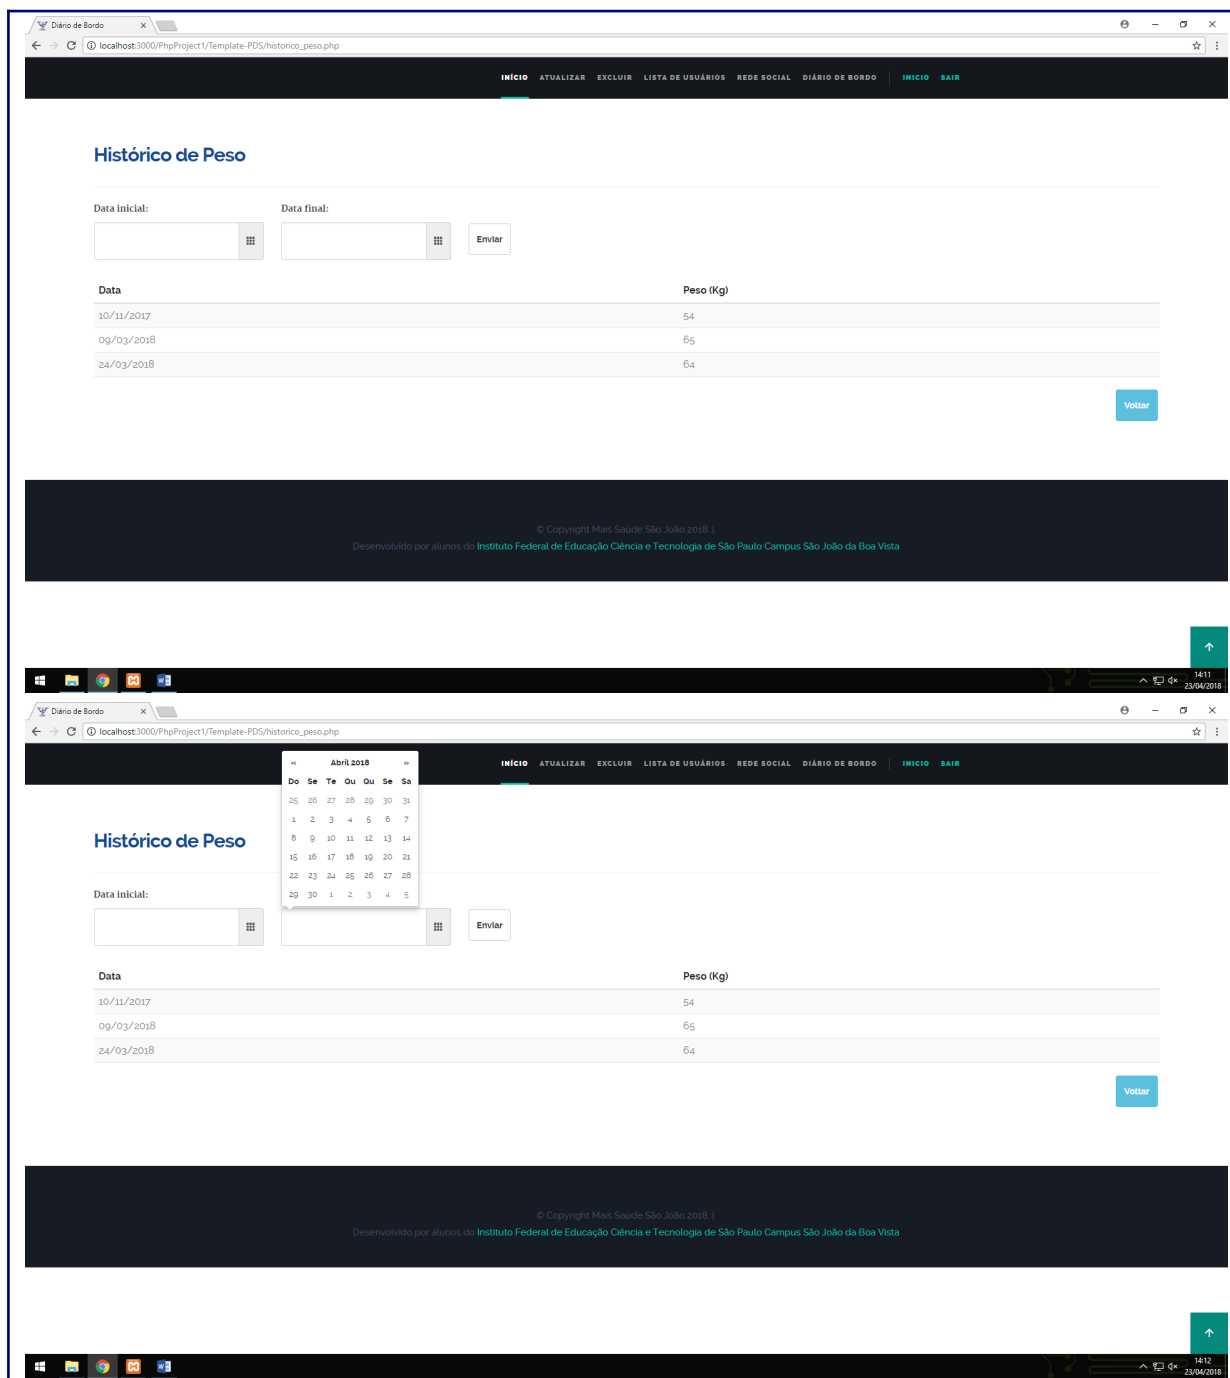 Diário de Bordo
localhost:3000/PhpProject1/Template-PDS/historico_peso.php
INÍCIO ATUALIZAR EXCLUIR LISTA DE USUÁRIOS REDE SOCIAL DIÁRIO DE BORDO INICIO SAIR
Histórico de Peso
Data inicial: Data final:
Enviar
Data Peso (Kg)
10/11/2017 54
09/03/2018 65
24/03/2018 64
Voltar
© Copyright Mais Saúde São João 2018. |
Desenvolvido por alunos do Instituto Federal de Educação Ciência e Tecnologia de São Paulo Campus São João da Boa Vista
14:11
23/04/2018
Diário de Bordo
localhost:3000/PhpProject1/Template-PDS/historico_peso.php
INÍCIO ATUALIZAR EXCLUIR LISTA DE USUÁRIOS REDE SOCIAL DIÁRIO DE BORDO INICIO SAIR
« Abril 2018 »
Do Se Te Qu Qu Se Sa
25 26 27 28 29 30 31
1 2 3 4 5 6 7
8 9 10 11 12 13 14
15 16 17 18 19 20 21
22 23 24 25 26 27 28
29 30 1 2 3 4 5
Histórico de Peso
Data inicial:
Enviar
Data Peso (Kg)
10/11/2017 54
09/03/2018 65
24/03/2018 64
Voltar
© Copyright Mais Saúde São João 2018. |
Desenvolvido por alunos do Instituto Federal de Educação Ciência e Tecnologia de São Paulo Campus São João da Boa Vista
14:12
23/04/2018